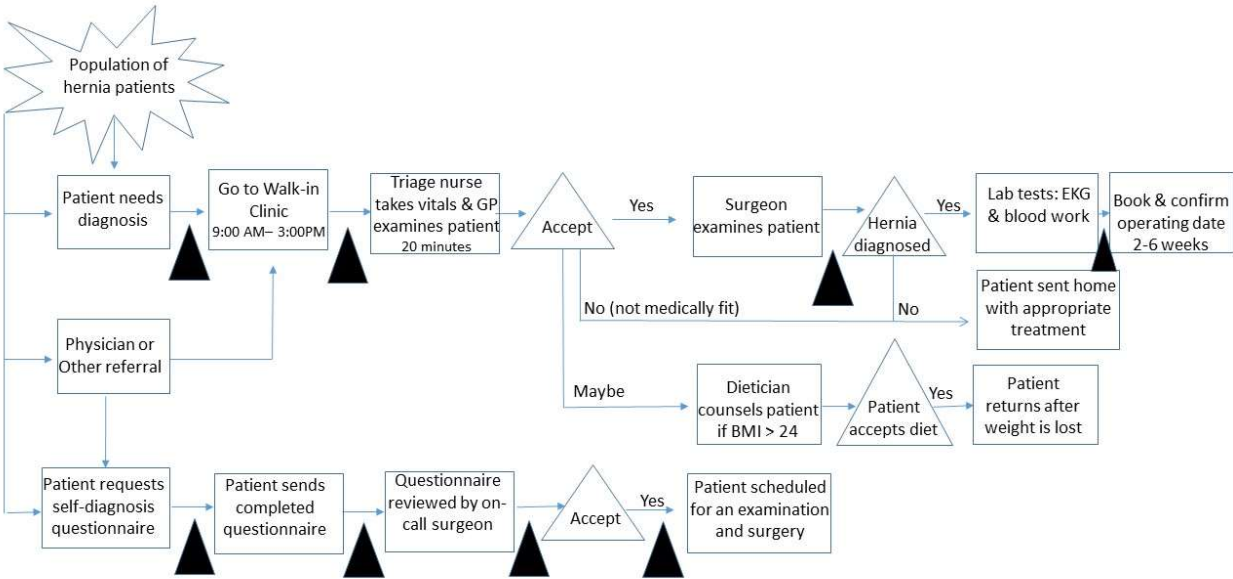 Population of
hernia patients
Patient needs
diagnosis
Go to Walk-in
Clinic
9:00 AM– 3:00PM
Triage nurse
takes vitals & GP
examines patient
20 minutes
Accept
Yes
Surgeon
examines patient
Hernia
diagnosed
Yes
Lab tests: EKG
& blood work
Book & confirm
operating date
2-6 weeks
No (not medically fit)
No
Patient sent home
with appropriate
treatment
Physician or
Other referral
Maybe
Dietician
counsels patient
if BMI > 24
Patient
accepts diet
Yes
Patient
returns after
weight is lost
Patient requests
self-diagnosis
questionnaire
Patient sends
completed
questionnaire
Questionnaire
reviewed by on-
call surgeon
Accept
Yes
Patient scheduled
for an examination
and surgery